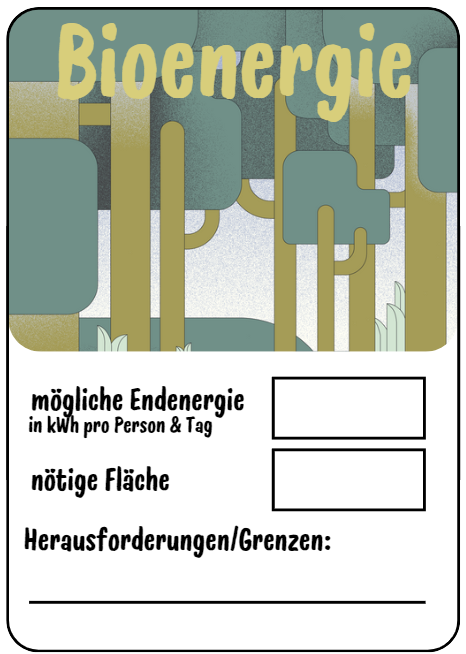 Bioenergie
mögliche Endenergie
in kWh pro Person & Tag
nötige Fläche
Herausforderungen/Grenzen: